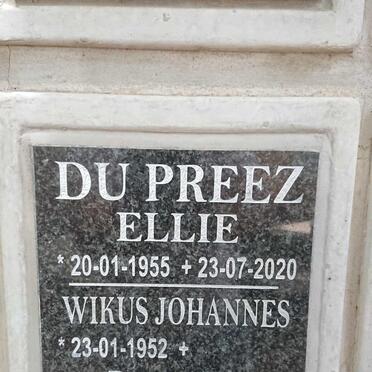 DU PREEZ
ELLIE
* 20-01-1955 + 23-07-2020
WIKUS JOHANNES
* 23-01-1952 +